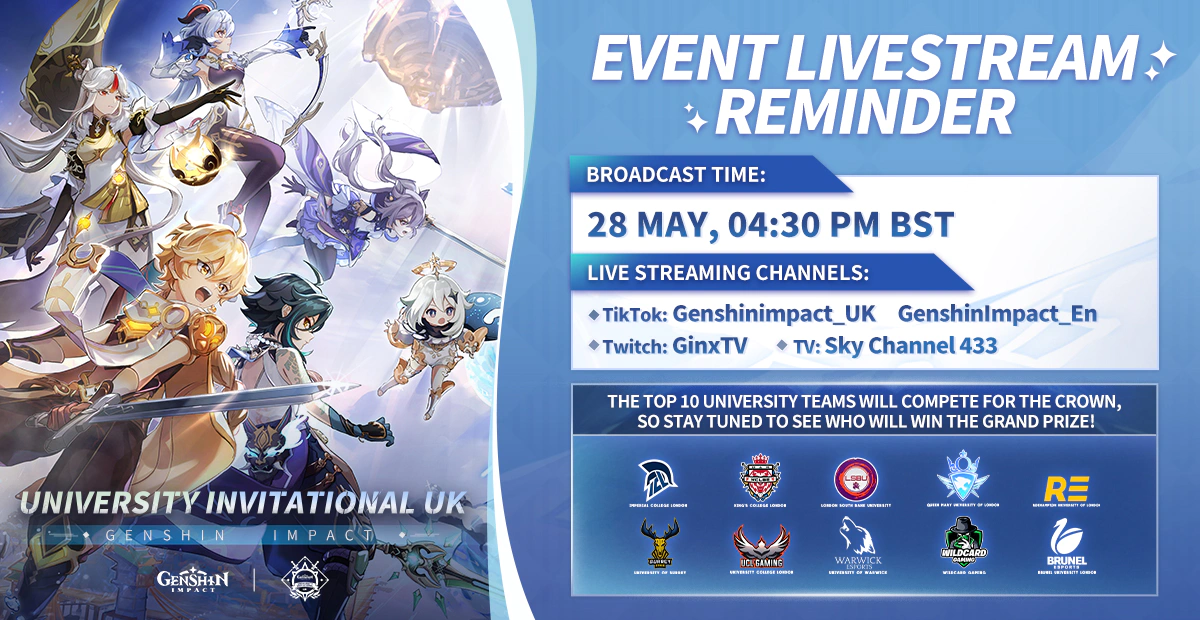 EVENT LIVESTREAM
REMINDER
BROADCAST TIME:
28 MAY, 04:30 PM BST
LIVE STREAMING CHANNELS:
TikTok: Genshinimpact_UK GenshinImpact_En
Twitch: GinxTV TV: Sky Channel 433
THE TOP 10 UNIVERSITY TEAMS WILL COMPETE FOR THE CROWN,
SO STAY TUNED TO SEE WHO WILL WIN THE GRAND PRIZE!
LSBU
RE
IMPERIAL COLLEGE LONDON
KING'S COLLEGE LONDON
LONDON SOUTH BANK UNIVERSITY
QUEEN MARY UNIVERSITY OF LONDON
ROEHAMPTON UNIVERSITY OF LONDON
UCL GAMING
WARWICK
ESPORTS
WILDCARD
GAMING
BRUNEL
ESPORTS
UNIVERSITY OF SURREY
UNIVERSITY COLLEGE LONDON
UNIVERSITY OF WARWICK
WILDCARD GAMING
BRUNEL UNIVERSITY LONDON
UNIVERSITY INVITATIONAL UK
GENSHIN IMPACT
GENSHIN
IMPACT